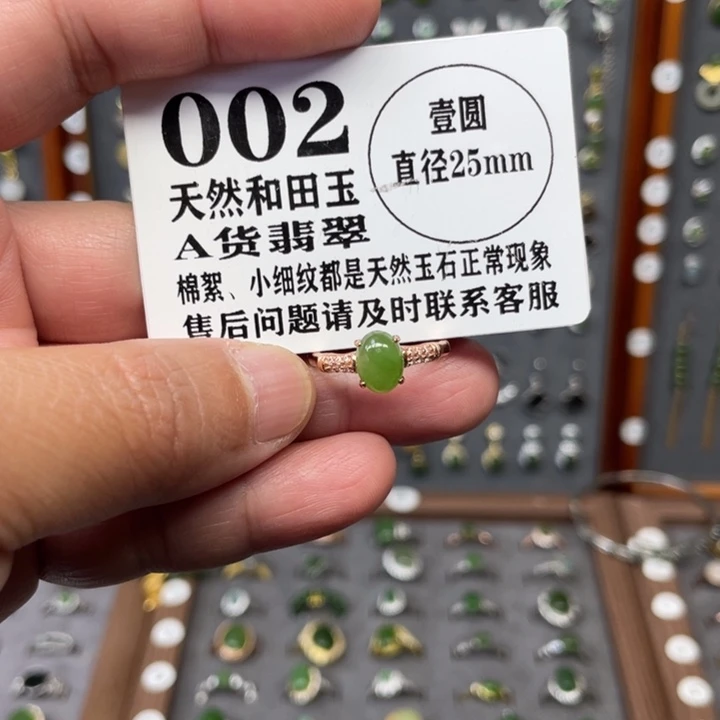 002
壹圆
直径25mm
天然和田玉
A货翡翠
棉絮、小细纹都是天然玉石正常现象
售后问题请及时联系客服